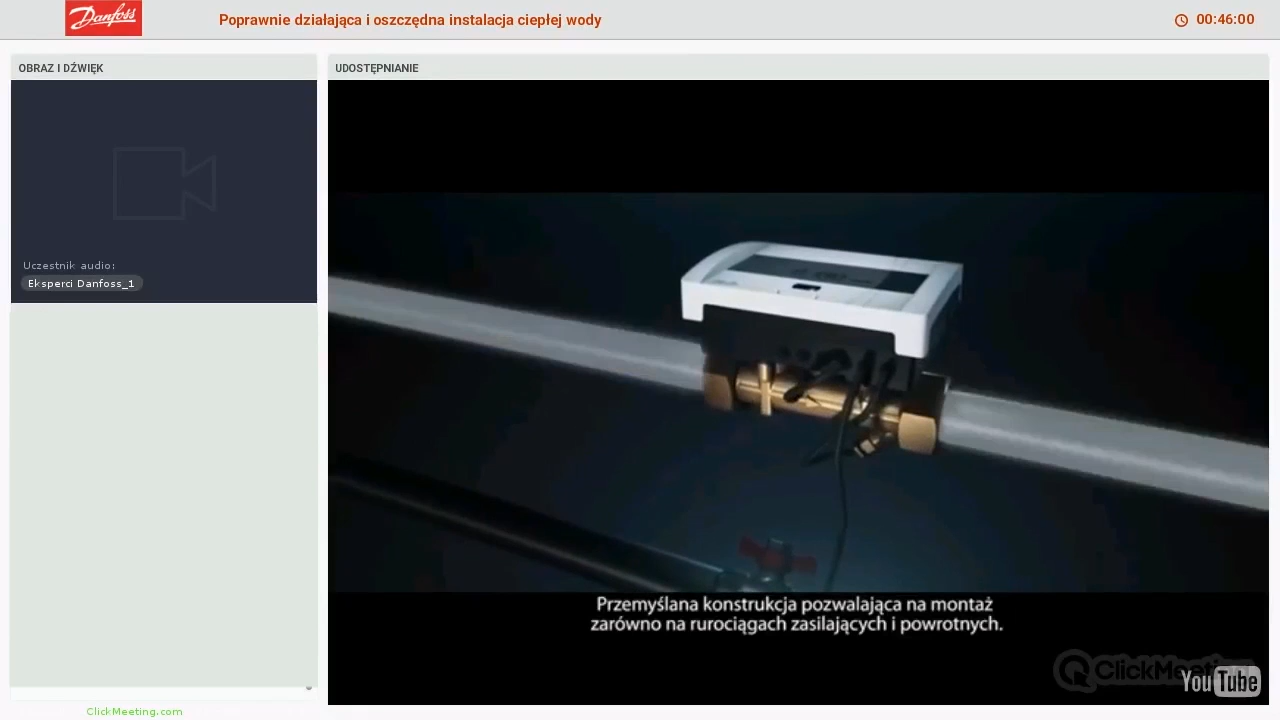 Danfoss
Poprawnie działająca i oszczędna instalacja ciepłej wody
00:46:00
OBRAZ I DŹWIĘK
UDOSTĘPNIANIE
Uczestnik audio:
Eksperci Danfoss_1
Przemyślana konstrukcja pozwalająca na montaż
zarówno na rurociągach zasilających i powrotnych.
ClickMeeting
YouTube
ClickMeeting.com